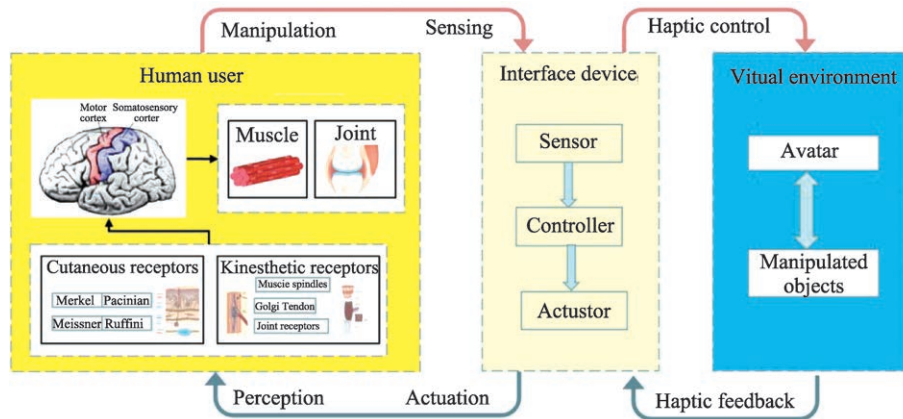 Manipulation
Sensing
Haptic control
Human user
Interface device
Vitual environment
Motor
cortex
Somatosensory
corter
Muscle
Joint
Sensor
Avatar
Controller
Manipulated
objects
Actustor
Cutaneous receptors
Merkel
Pacinian
Meissner
Ruffini
Kinesthetic receptors
Muscie spindles
Golgi Tendon
Joint receptors
Perception
Actuation
Haptic feedback